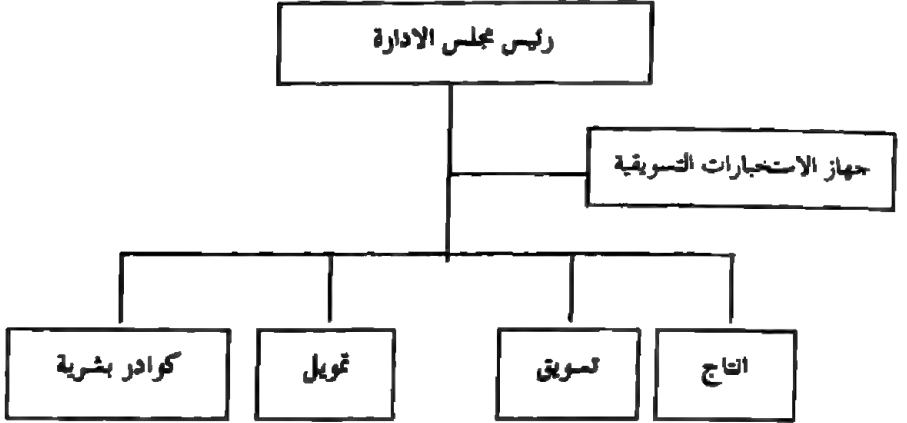 رئيس مجلس الادارة
جهاز الاستخبارات التسويقية
انتاج
تسويق
تمويل
كوادر بشرية